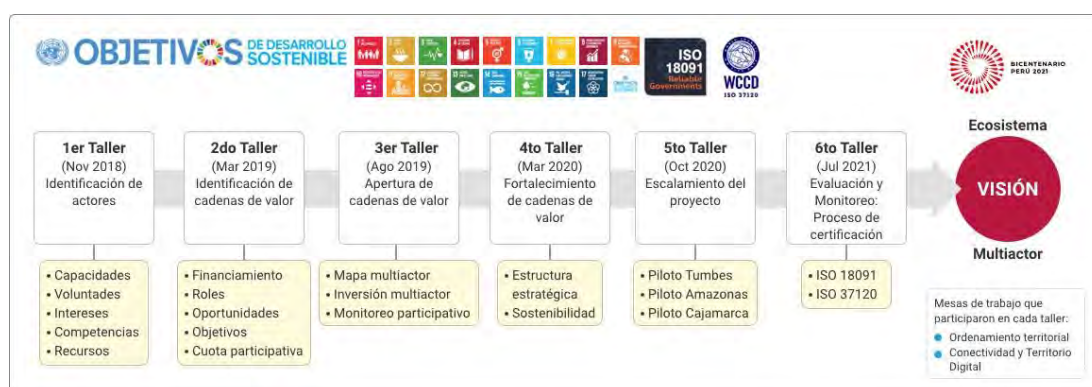 OBJETIVOS DE DESARROLLO
SOSTENIBLE
ISO
18091
Reliable
Governments
WCCD
ISO 37120
BICENTENARIO
PERÚ 2021
1er Taller
(Nov 2018)
Identificación de
actores
2do Taller
(Mar 2019)
Identificación de
cadenas de valor
3er Taller
(Ago 2019)
Apertura de
cadenas de valor
4to Taller
(Mar 2020)
Fortalecimiento
de cadenas de
valor
5to Taller
(Oct 2020)
Escalamiento del
proyecto
6to Taller
(Jul 2021)
Evaluación y
Monitoreo:
Proceso de
certificación
Ecosistema
VISIÓN
Multiactor
• Capacidades
• Voluntades
• Intereses
• Competencias
• Recursos
• Financiamiento
• Roles
• Oportunidades
• Objetivos
• Cuota participativa
• Mapa multiactor
• Inversión multiactor
• Monitoreo participativo
• Estructura
estratégica
• Sostenibilidad
• Piloto Tumbes
• Piloto Amazonas
• Piloto Cajamarca
• ISO 18091
• ISO 37120
Mesas de trabajo que
participaron en cada taller:
• Ordenamiento territorial
• Conectividad y Territorio
Digital